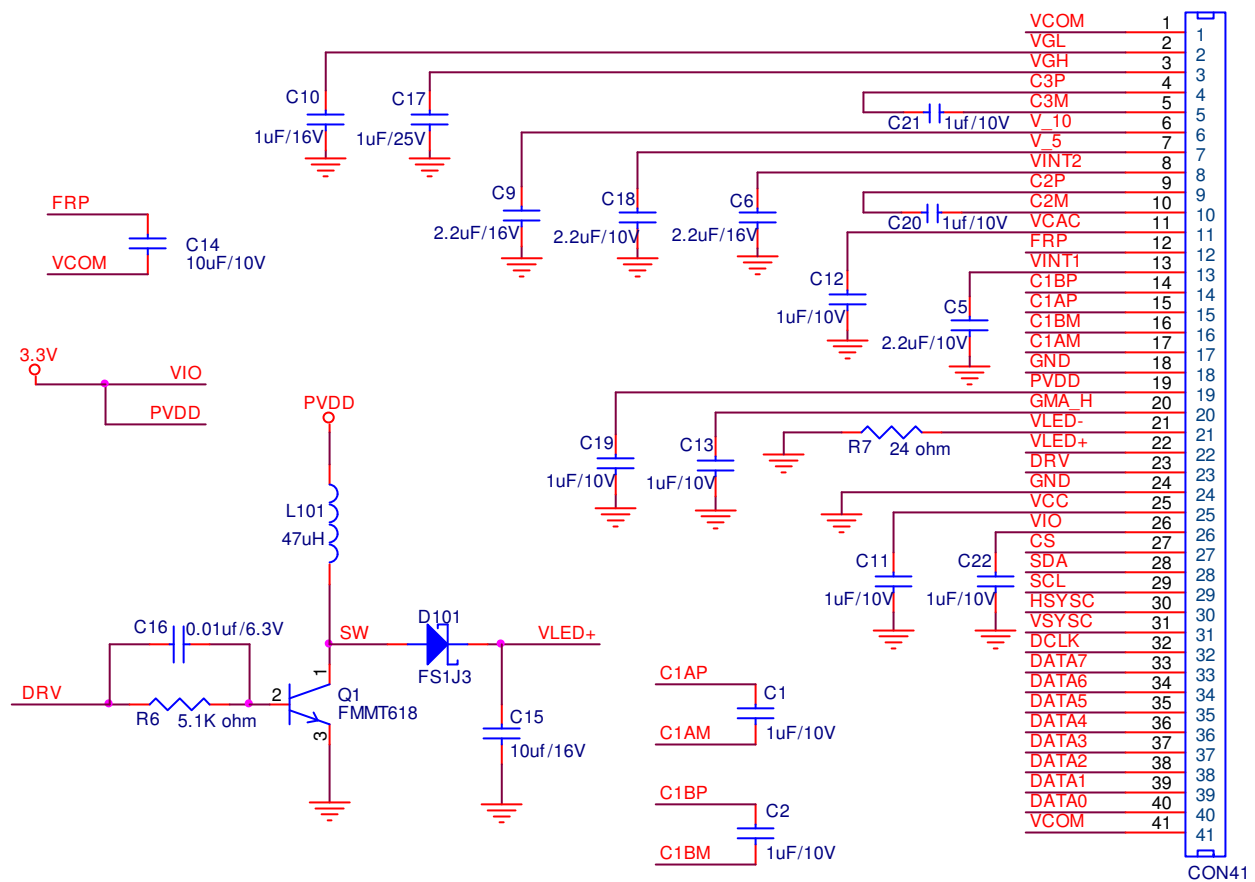 VCOM 1 1
VGL 2 2
VGH 3 3
C3P 4 4
C3M 5 5
V_10 6 6
V_5 7 7
VINT2 8 8
C2P 9 9
C2M 10 10
VCAC 11 11
FRP 12 12
VINT1 13 13
C1BP 14 14
C1AP 15 15
C1BM 16 16
C1AM 17 17
GND 18 18
PVDD 19 19
GMA_H 20 20
VLED- 21 21
VLED+ 22 22
DRV 23 23
GND 24 24
VCC 25 25
VIO 26 26
CS 27 27
SDA 28 28
SCL 29 29
HSYSC 30 30
VSYSC 31 31
DCLK 32 32
DATA7 33 33
DATA6 34 34
DATA5 35 35
DATA4 36 36
DATA3 37 37
DATA2 38 38
DATA1 39 39
DATA0 40 40
VCOM 41 41
CON41
C10
1uF/16V
C17
1uF/25V
C21 1uf/10V
C9
2.2uF/16V
C18
2.2uF/10V
C6
2.2uF/16V
C20 1uf/10V
C12
1uF/10V
C5
2.2uF/10V
FRP
C14
10uF/10V
VCOM
3.3V
VIO
PVDD
PVDD
L101
47uH
C19
1uF/10V
C13
1uF/10V
R7 24 ohm
C11
1uF/10V
C22
1uF/10V
C16 0.01uf/6.3V
SW
D101
FS1J3
VLED+
DRV
R6 5.1K ohm
1
2
3
Q1
FMMT618
C15
10uf/16V
C1AP
C1
1uF/10V
C1AM
C1BP
C2
1uF/10V
C1BM